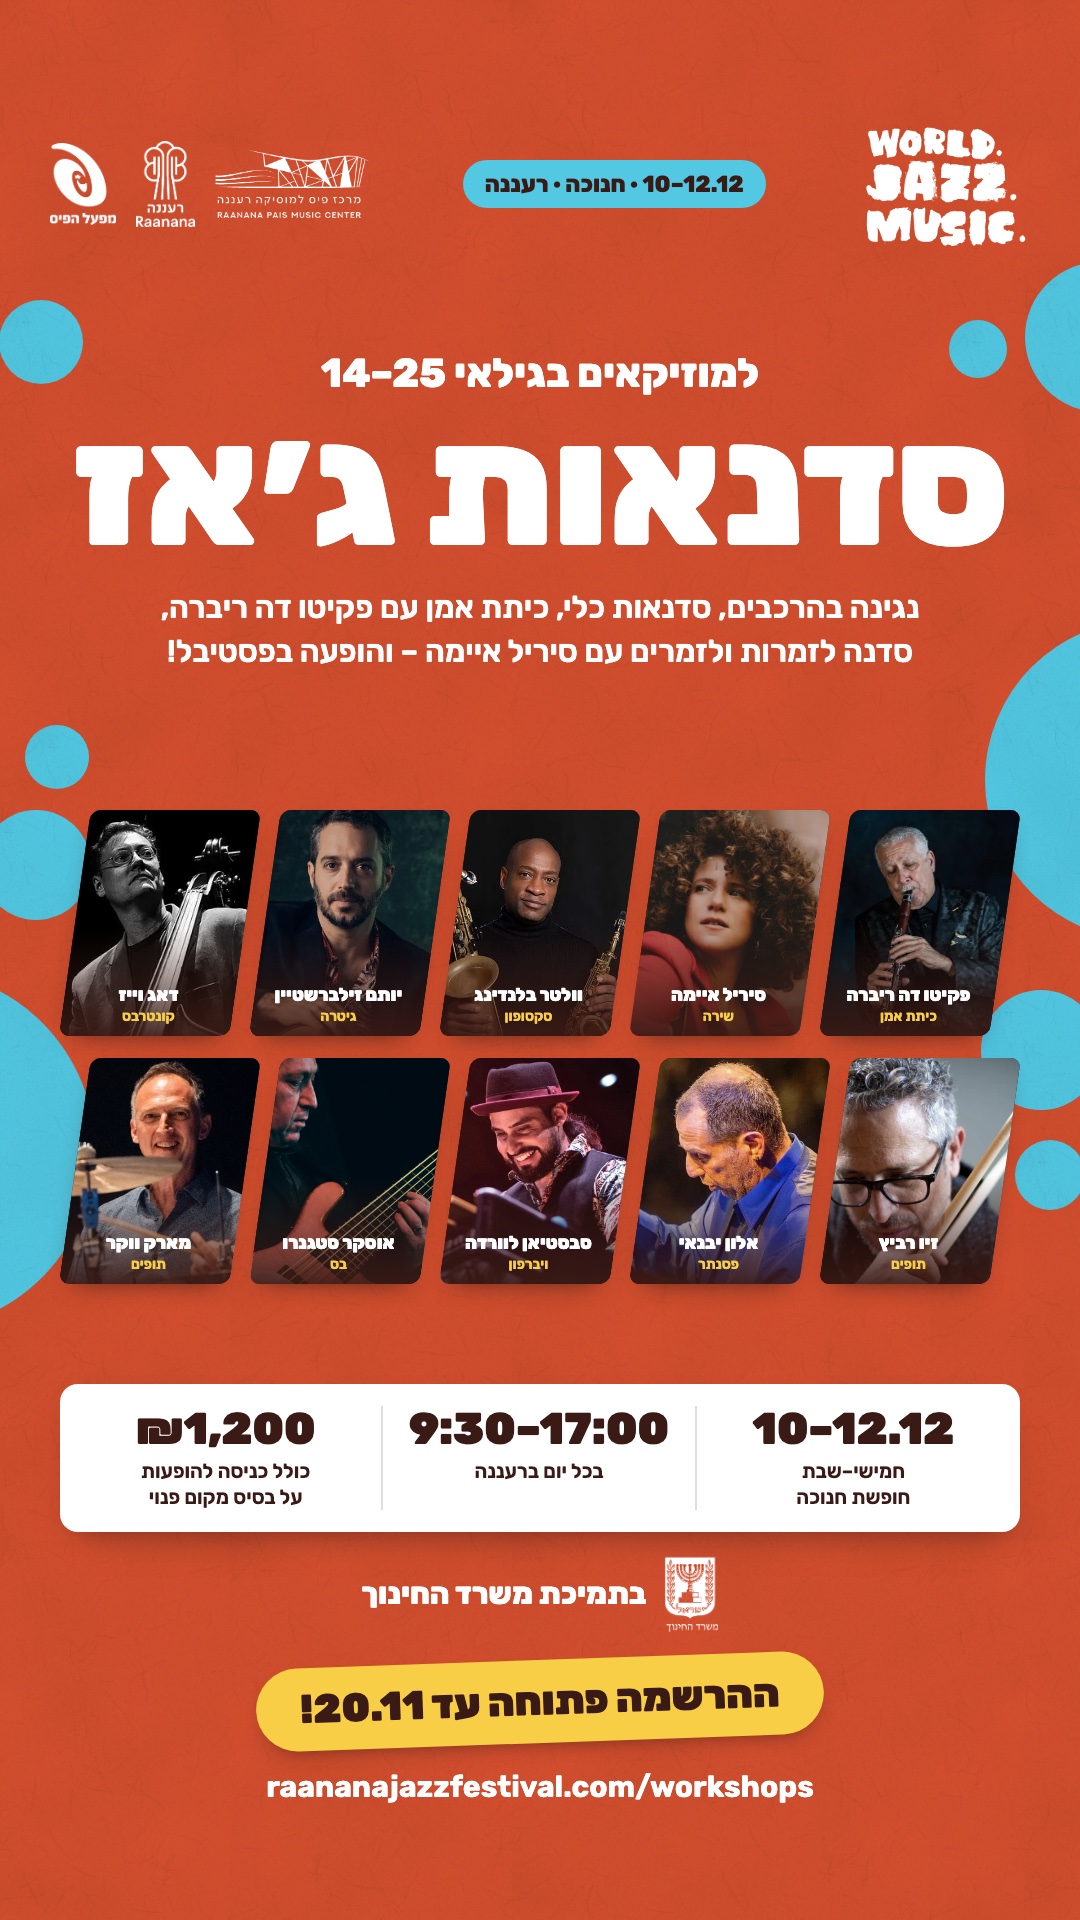 WORLD.
JAZZ.
MUSIC.
10-12.12 • חנוכה • רעננה
מרכז פיס למוסיקה רעננה
RAANANA PAIS MUSIC CENTER
רעננה
Raanana
מפעל הפיס
למוזיקאים בגילאי 14-25
סדנאות ג'אז
נגינה בהרכבים, סדנאות כלי, כיתת אמן עם פקיטו דה ריברה,
סדנה לזמרות ולזמרים עם סיריל איימה – והופעה בפסטיבל!
פקיטו דה ריברה
כיתת אמן
סיריל איימה
שירה
וולטר בלנדינג
סקסופון
יותם זילברשטיין
גיטרה
דאג וייז
קונטרבס
זיו רביץ
תופים
אלון יבנאי
פסנתר
סבסטיאן לוורדה
ויברפון
אוסקר סטגנרו
בס
מארק ווקר
תופים
10-12.12
חמישי-שבת
חופשת חנוכה
9:30-17:00
בכל יום ברעננה
₪1,200
כולל כניסה להופעות
על בסיס מקום פנוי
בתמיכת משרד החינוך
משרד החינוך
ההרשמה פתוחה עד 20.11!
raananajazzfestival.com/workshops